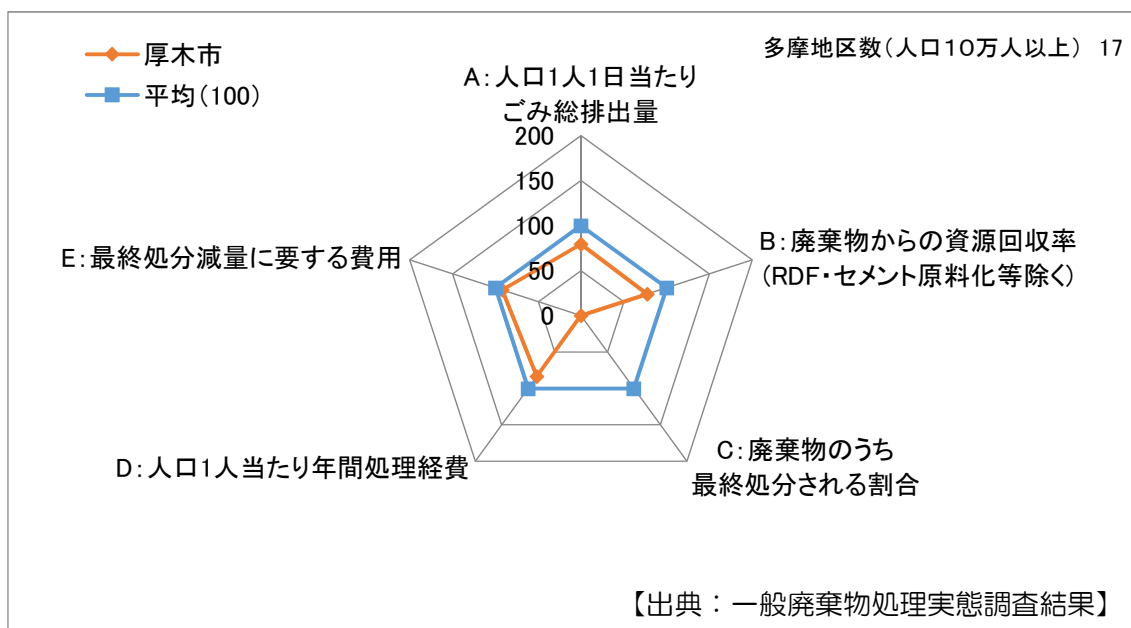 厚木市
平均(100)
多摩地区数(人口10万人以上) 17
A:人口1人1日当たり
ごみ総排出量
200
150
100
50
0
B:廃棄物からの資源回収率
(RDF・セメント原料化等除く)
E:最終処分減量に要する費用
C:廃棄物のうち
最終処分される割合
D:人口1人当たり年間処理経費
【出典:一般廃棄物処理実態調査結果】